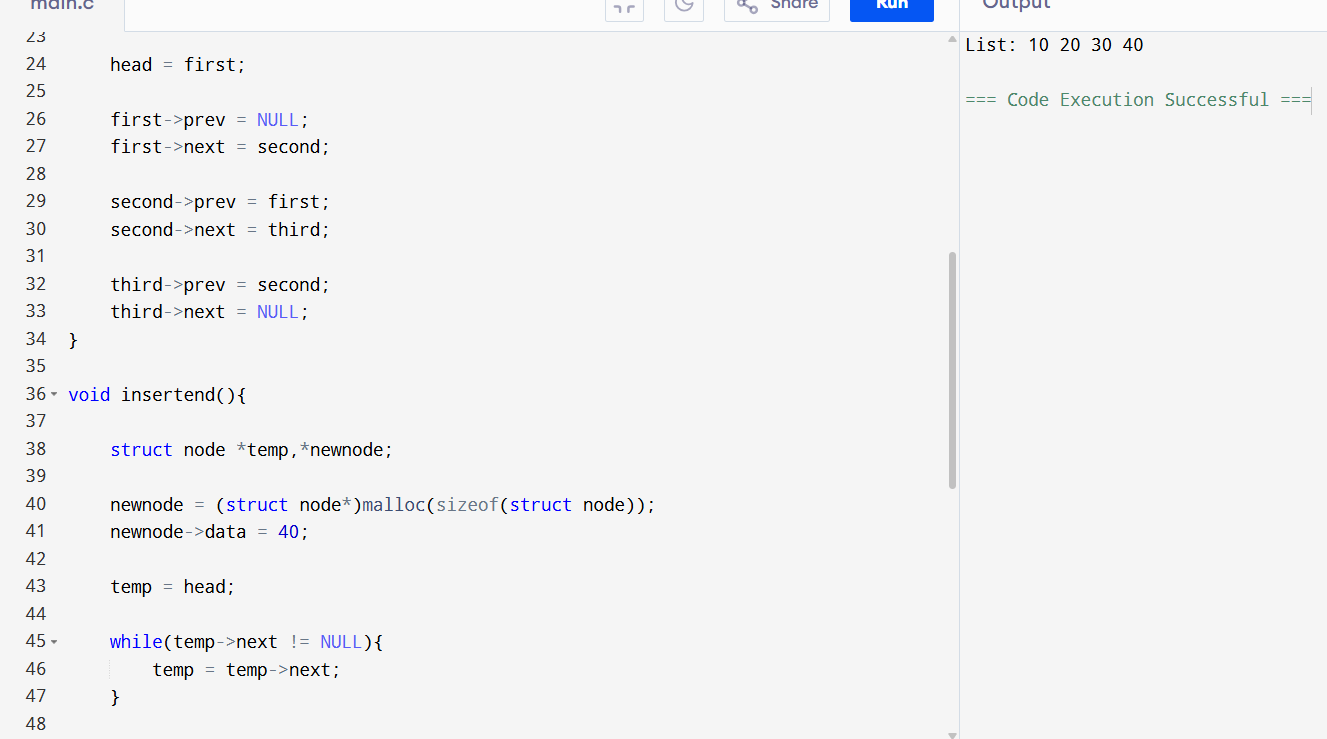 main.c
Share
Run
Output
23
24 head = first;
25
26 first->prev = NULL;
27 first->next = second;
28
29 second->prev = first;
30 second->next = third;
31
32 third->prev = second;
33 third->next = NULL;
34 }
35
36 void insertend(){
37
38 struct node *temp,*newnode;
39
40 newnode = (struct node*)malloc(sizeof(struct node));
41 newnode->data = 40;
42
43 temp = head;
44
45 while(temp->next != NULL){
46 temp = temp->next;
47 }
48
List: 10 20 30 40
=== Code Execution Successful ===